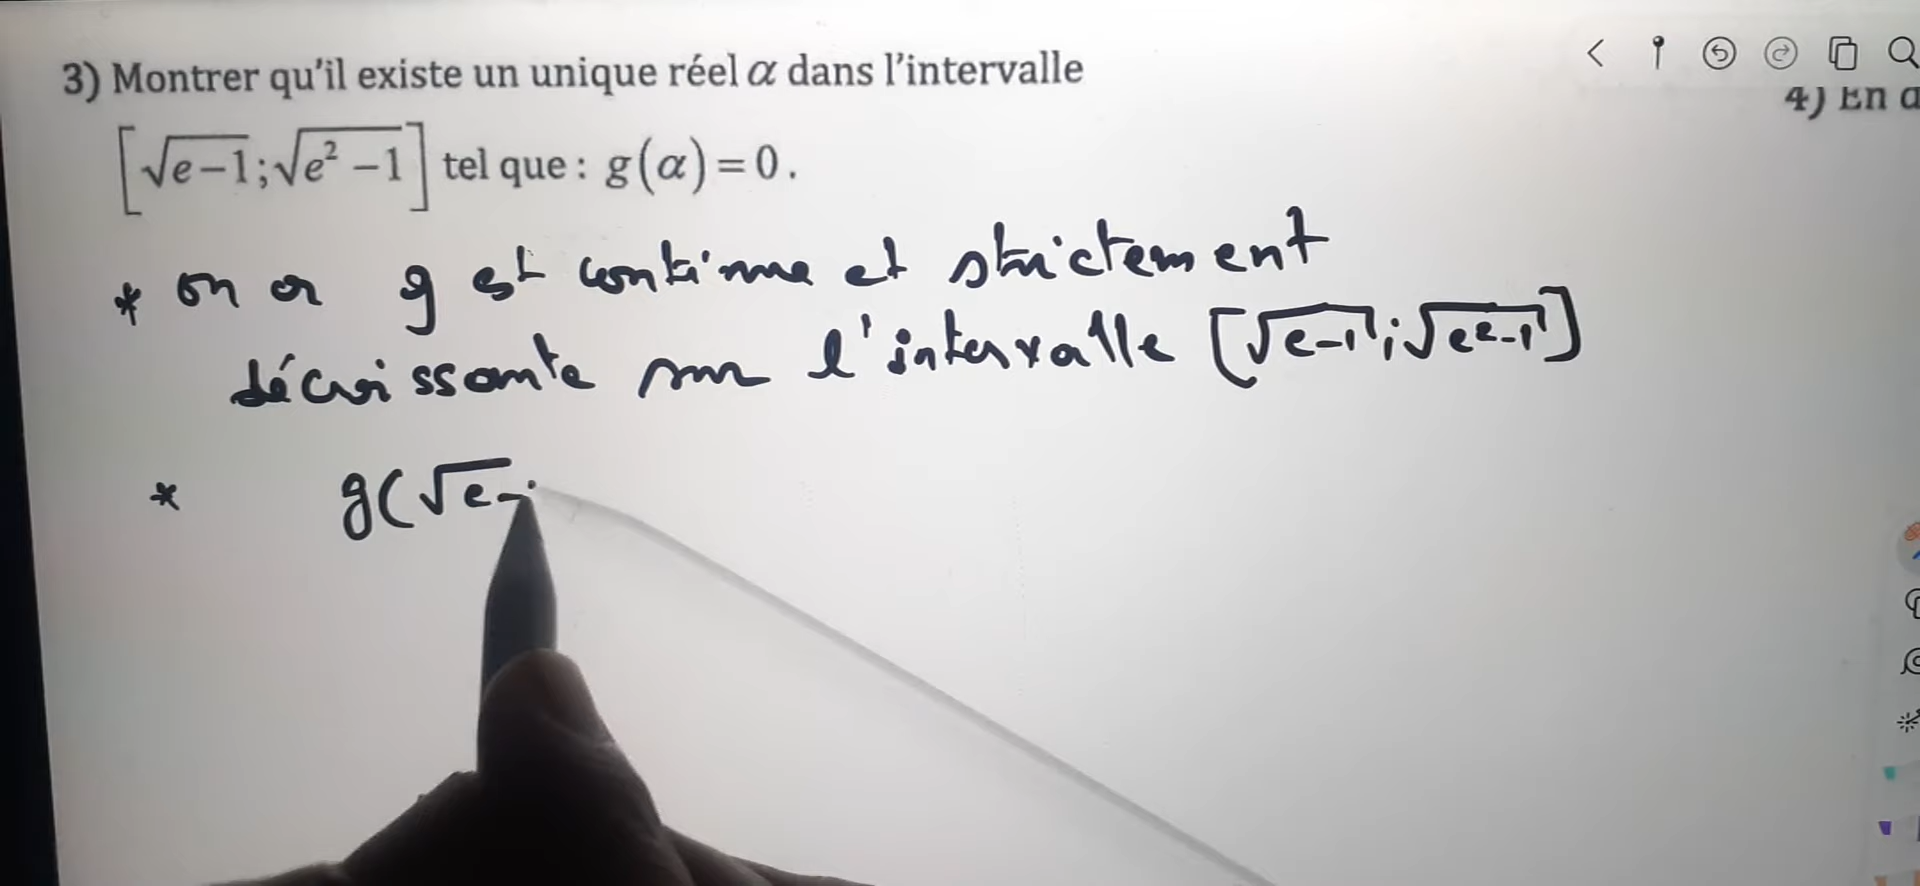 3) Montrer qu'il existe un unique réel α dans l'intervalle
[√e-1;√e² -1] tel que : g(α)=0.
4) En
* on a g est continue et strictement
décroissante sur l'intervalle [√e-1;√e²-1]
* g(√e-